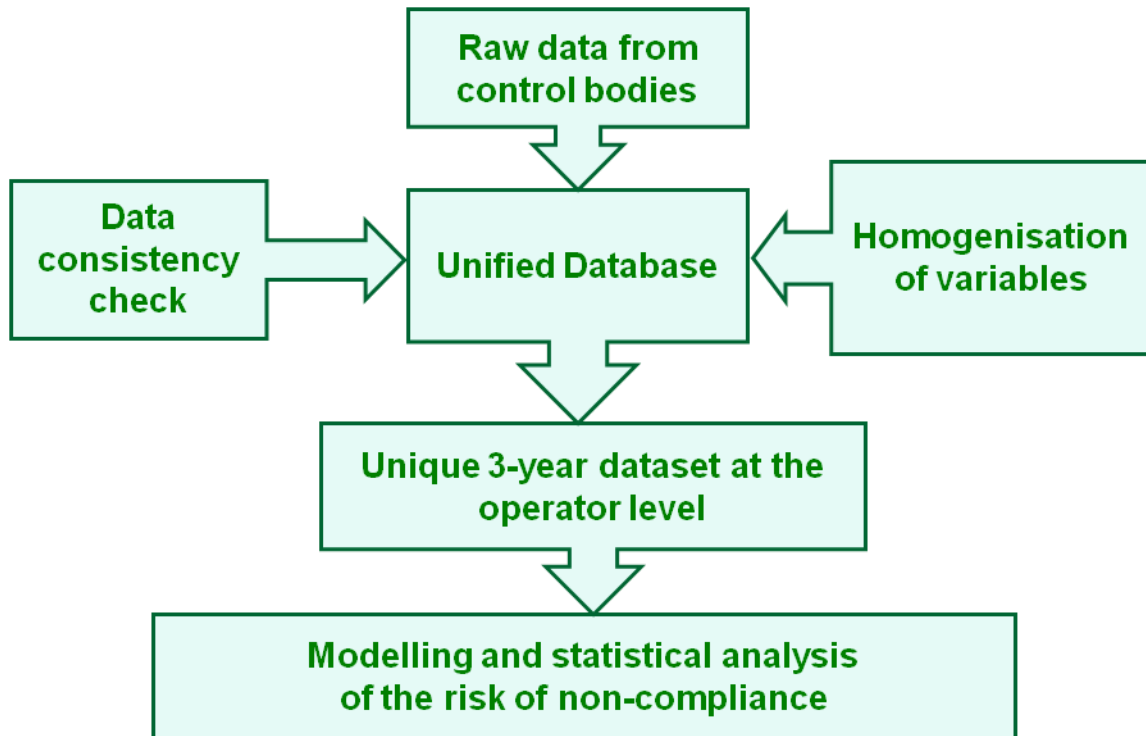 Raw data from
control bodies
Data
consistency
check
Unified Database
Homogenisation
of variables
Unique 3-year dataset at the
operator level
Modelling and statistical analysis
of the risk of non-compliance